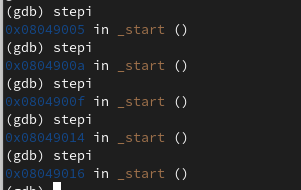 (gdb) stepi
0x08049005 in _start ()
(gdb) stepi
0x0804900a in _start ()
(gdb) stepi
0x0804900f in _start ()
(gdb) stepi
0x08049014 in _start ()
(gdb) stepi
0x08049016 in _start ()
(gdb)